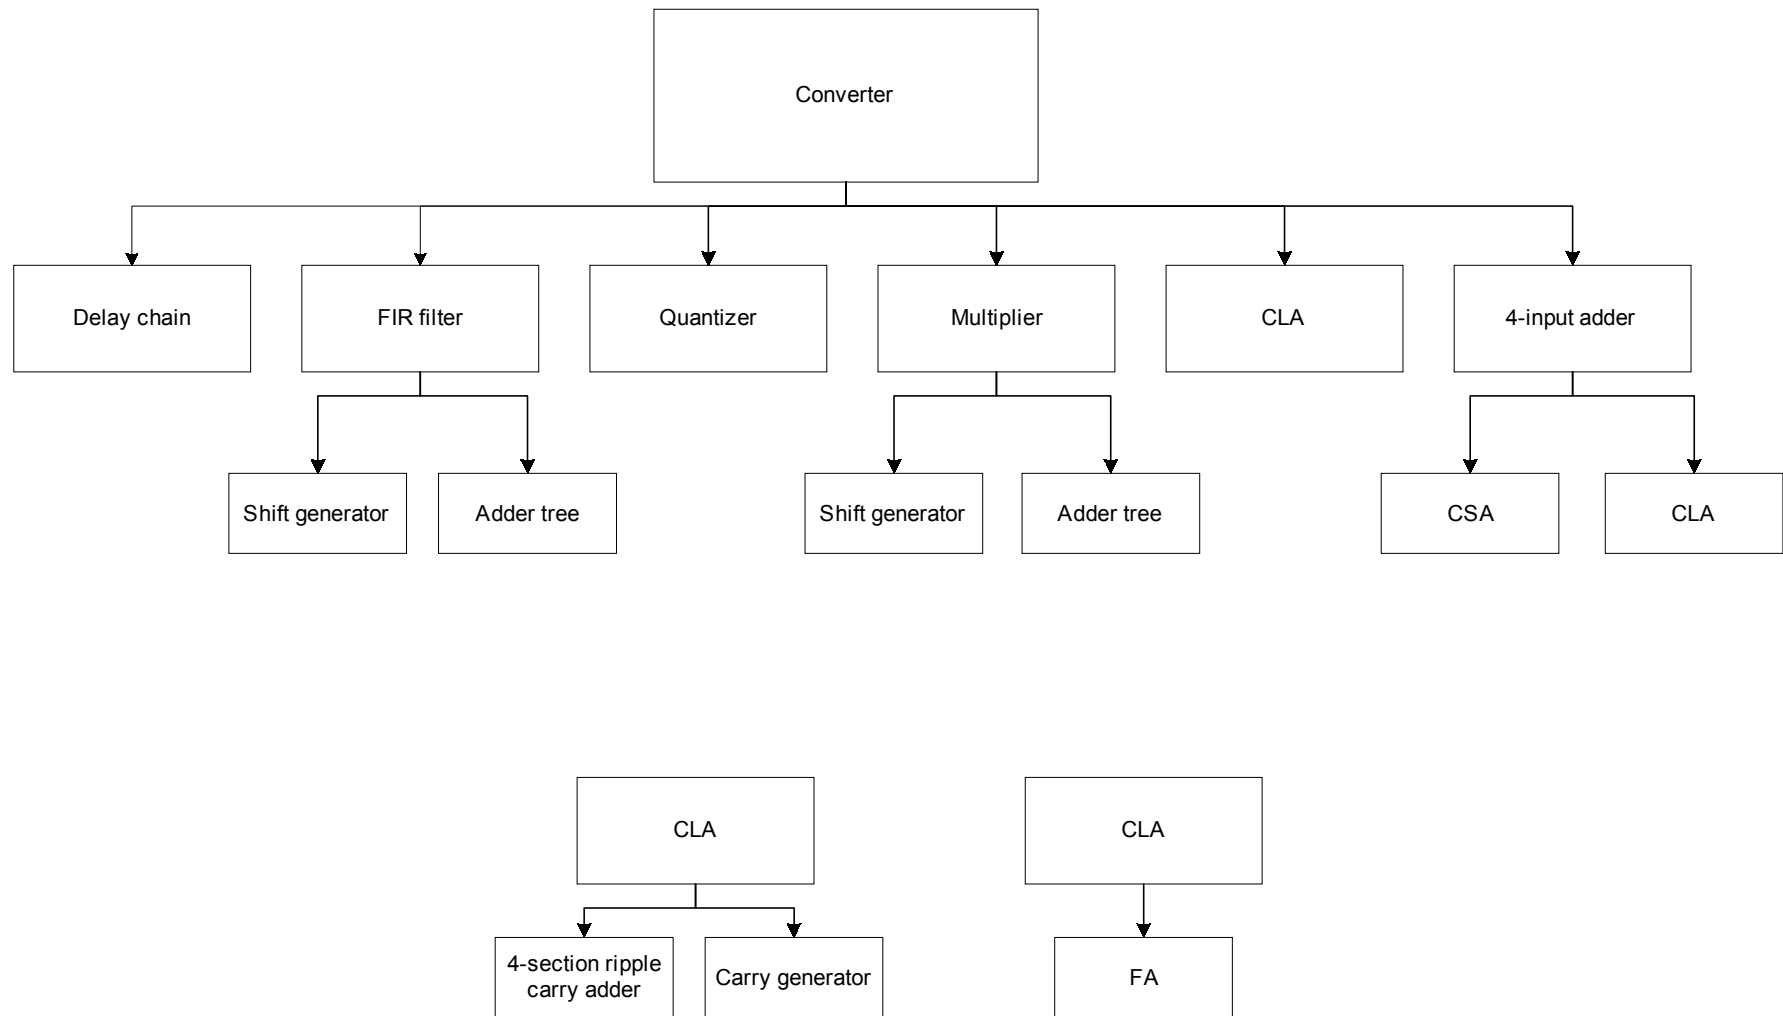 Converter
Delay chain
FIR filter
Quantizer
Multiplier
CLA
4-input adder
Shift generator
Adder tree
Shift generator
Adder tree
CSA
CLA
CLA
CLA
4-section ripple
carry adder
Carry generator
FA